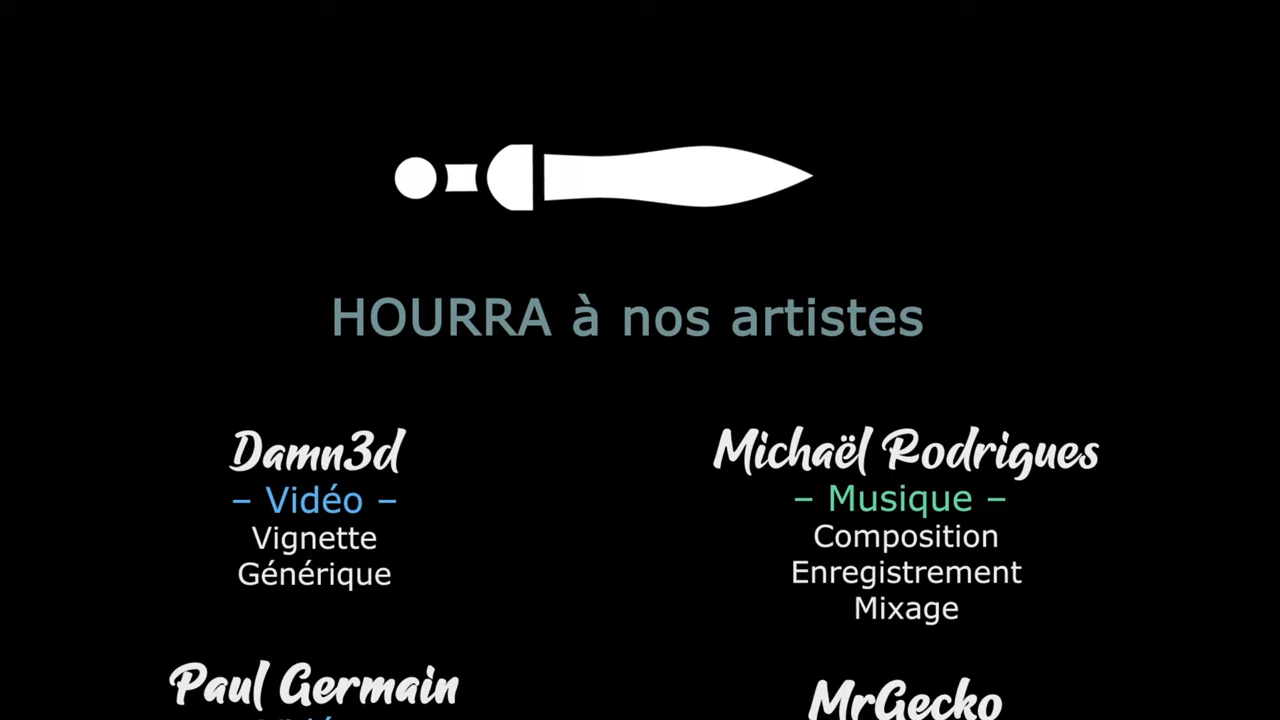 HOURRA à nos artistes
Damn3d
– Vidéo –
Vignette
Générique
Michaël Rodrigues
– Musique –
Composition
Enregistrement
Mixage
Paul Germain
MrGecko